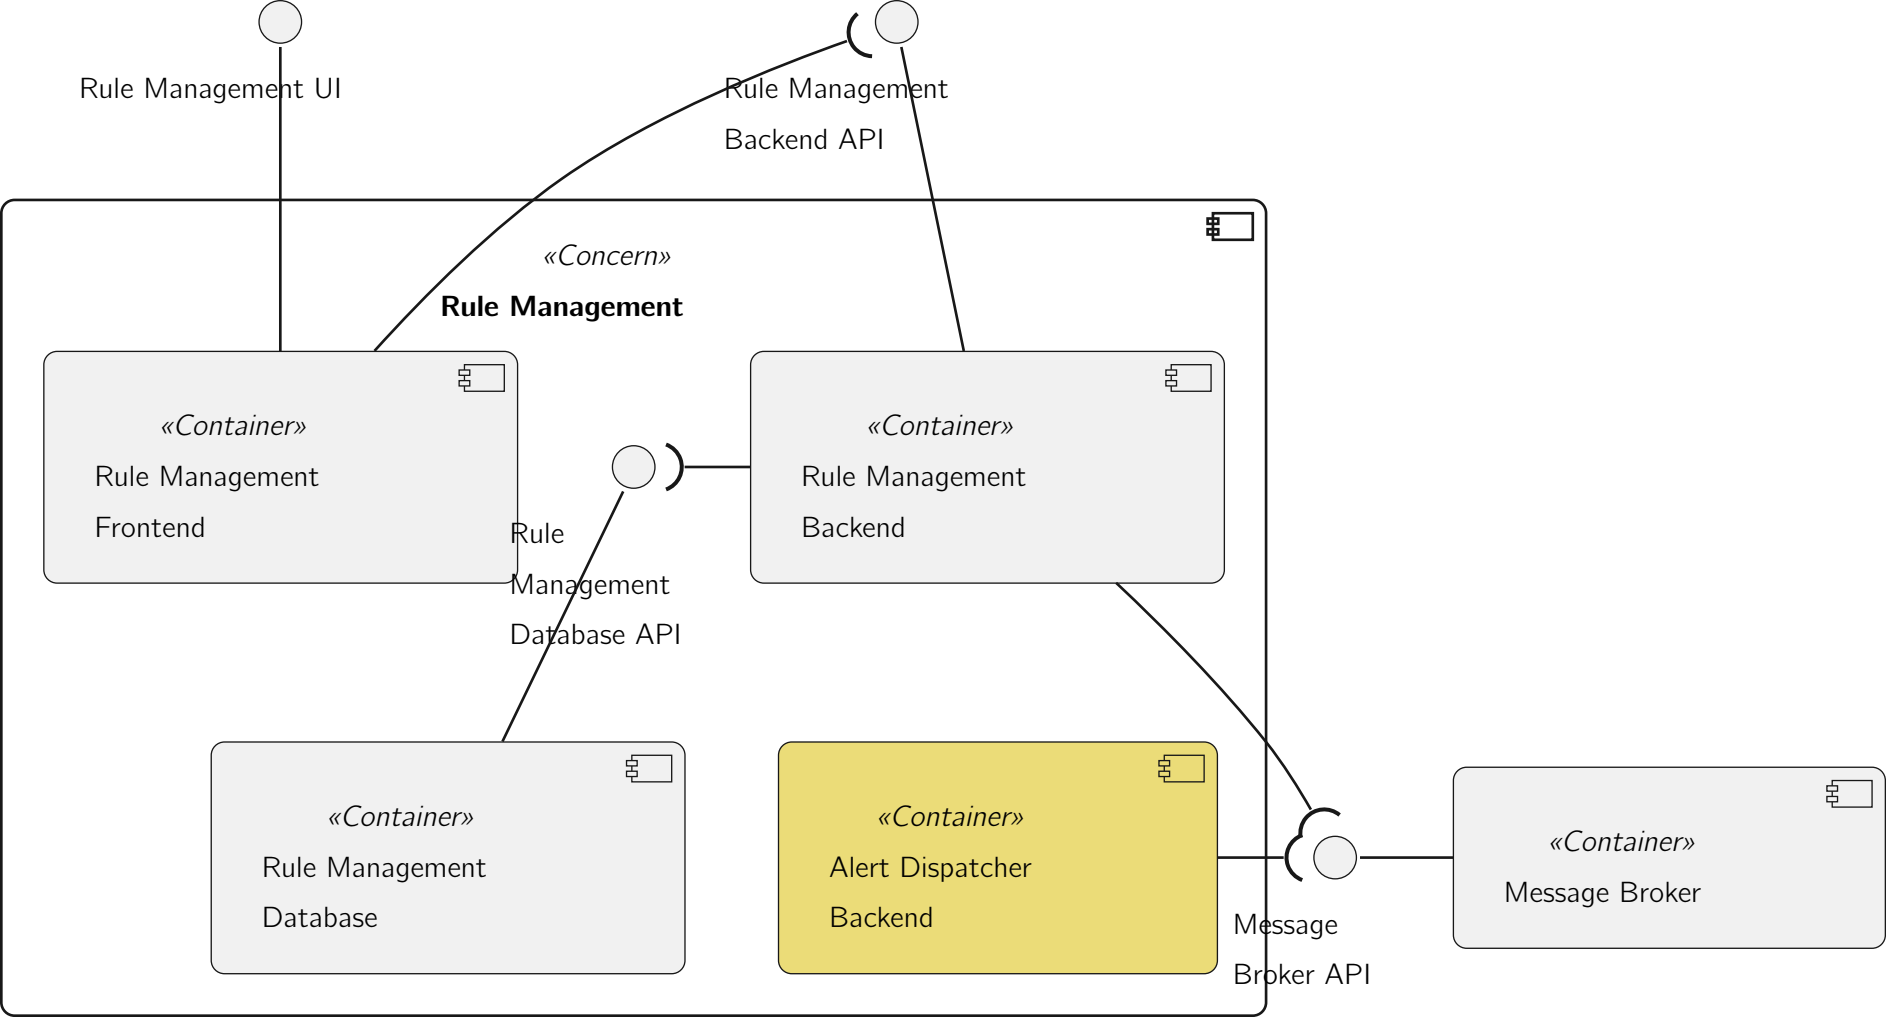 Rule Management UI
Rule Management
Backend API
«Concern»
Rule Management
«Container»
Rule Management
Frontend
«Container»
Rule Management
Backend
Rule
Management
Database API
«Container»
Rule Management
Database
«Container»
Alert Dispatcher
Backend
Message
Broker API
«Container»
Message Broker